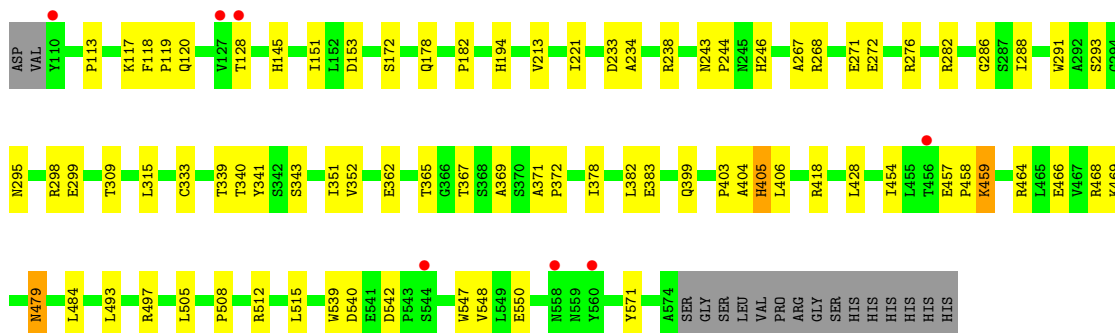 ASP VAL Y110 P113 K117 F118 P119 Q120 V127 T128 H145 I151 L152 D153 S172 Q178 P182 H194 V213 I221 D233 A234 R238 N243 P244 N245 H246 A267 R268 E271 E272 R276 R282 G286 S287 I288 W291 A292 S293 G294
N295 R298 E299 T309 L315 C333 T339 T340 Y341 S342 S343 I351 V352 E362 T365 G366 T367 S368 A369 S370 A371 P372 I378 L382 E383 Q399 P403 A404 H405 L406 R418 L428 I454 L455 T456 E457 P458 K459 R464 L465 E466 V467 R468 K469
N479 L484 L493 R497 L505 P508 R512 L515 W539 D540 E541 D542 P543 S544 W547 V548 L549 E550 N558 N559 Y560 Y571 A574 SER GLY SER LEU VAL PRO ARG GLY SER HIS HIS HIS HIS HIS HIS